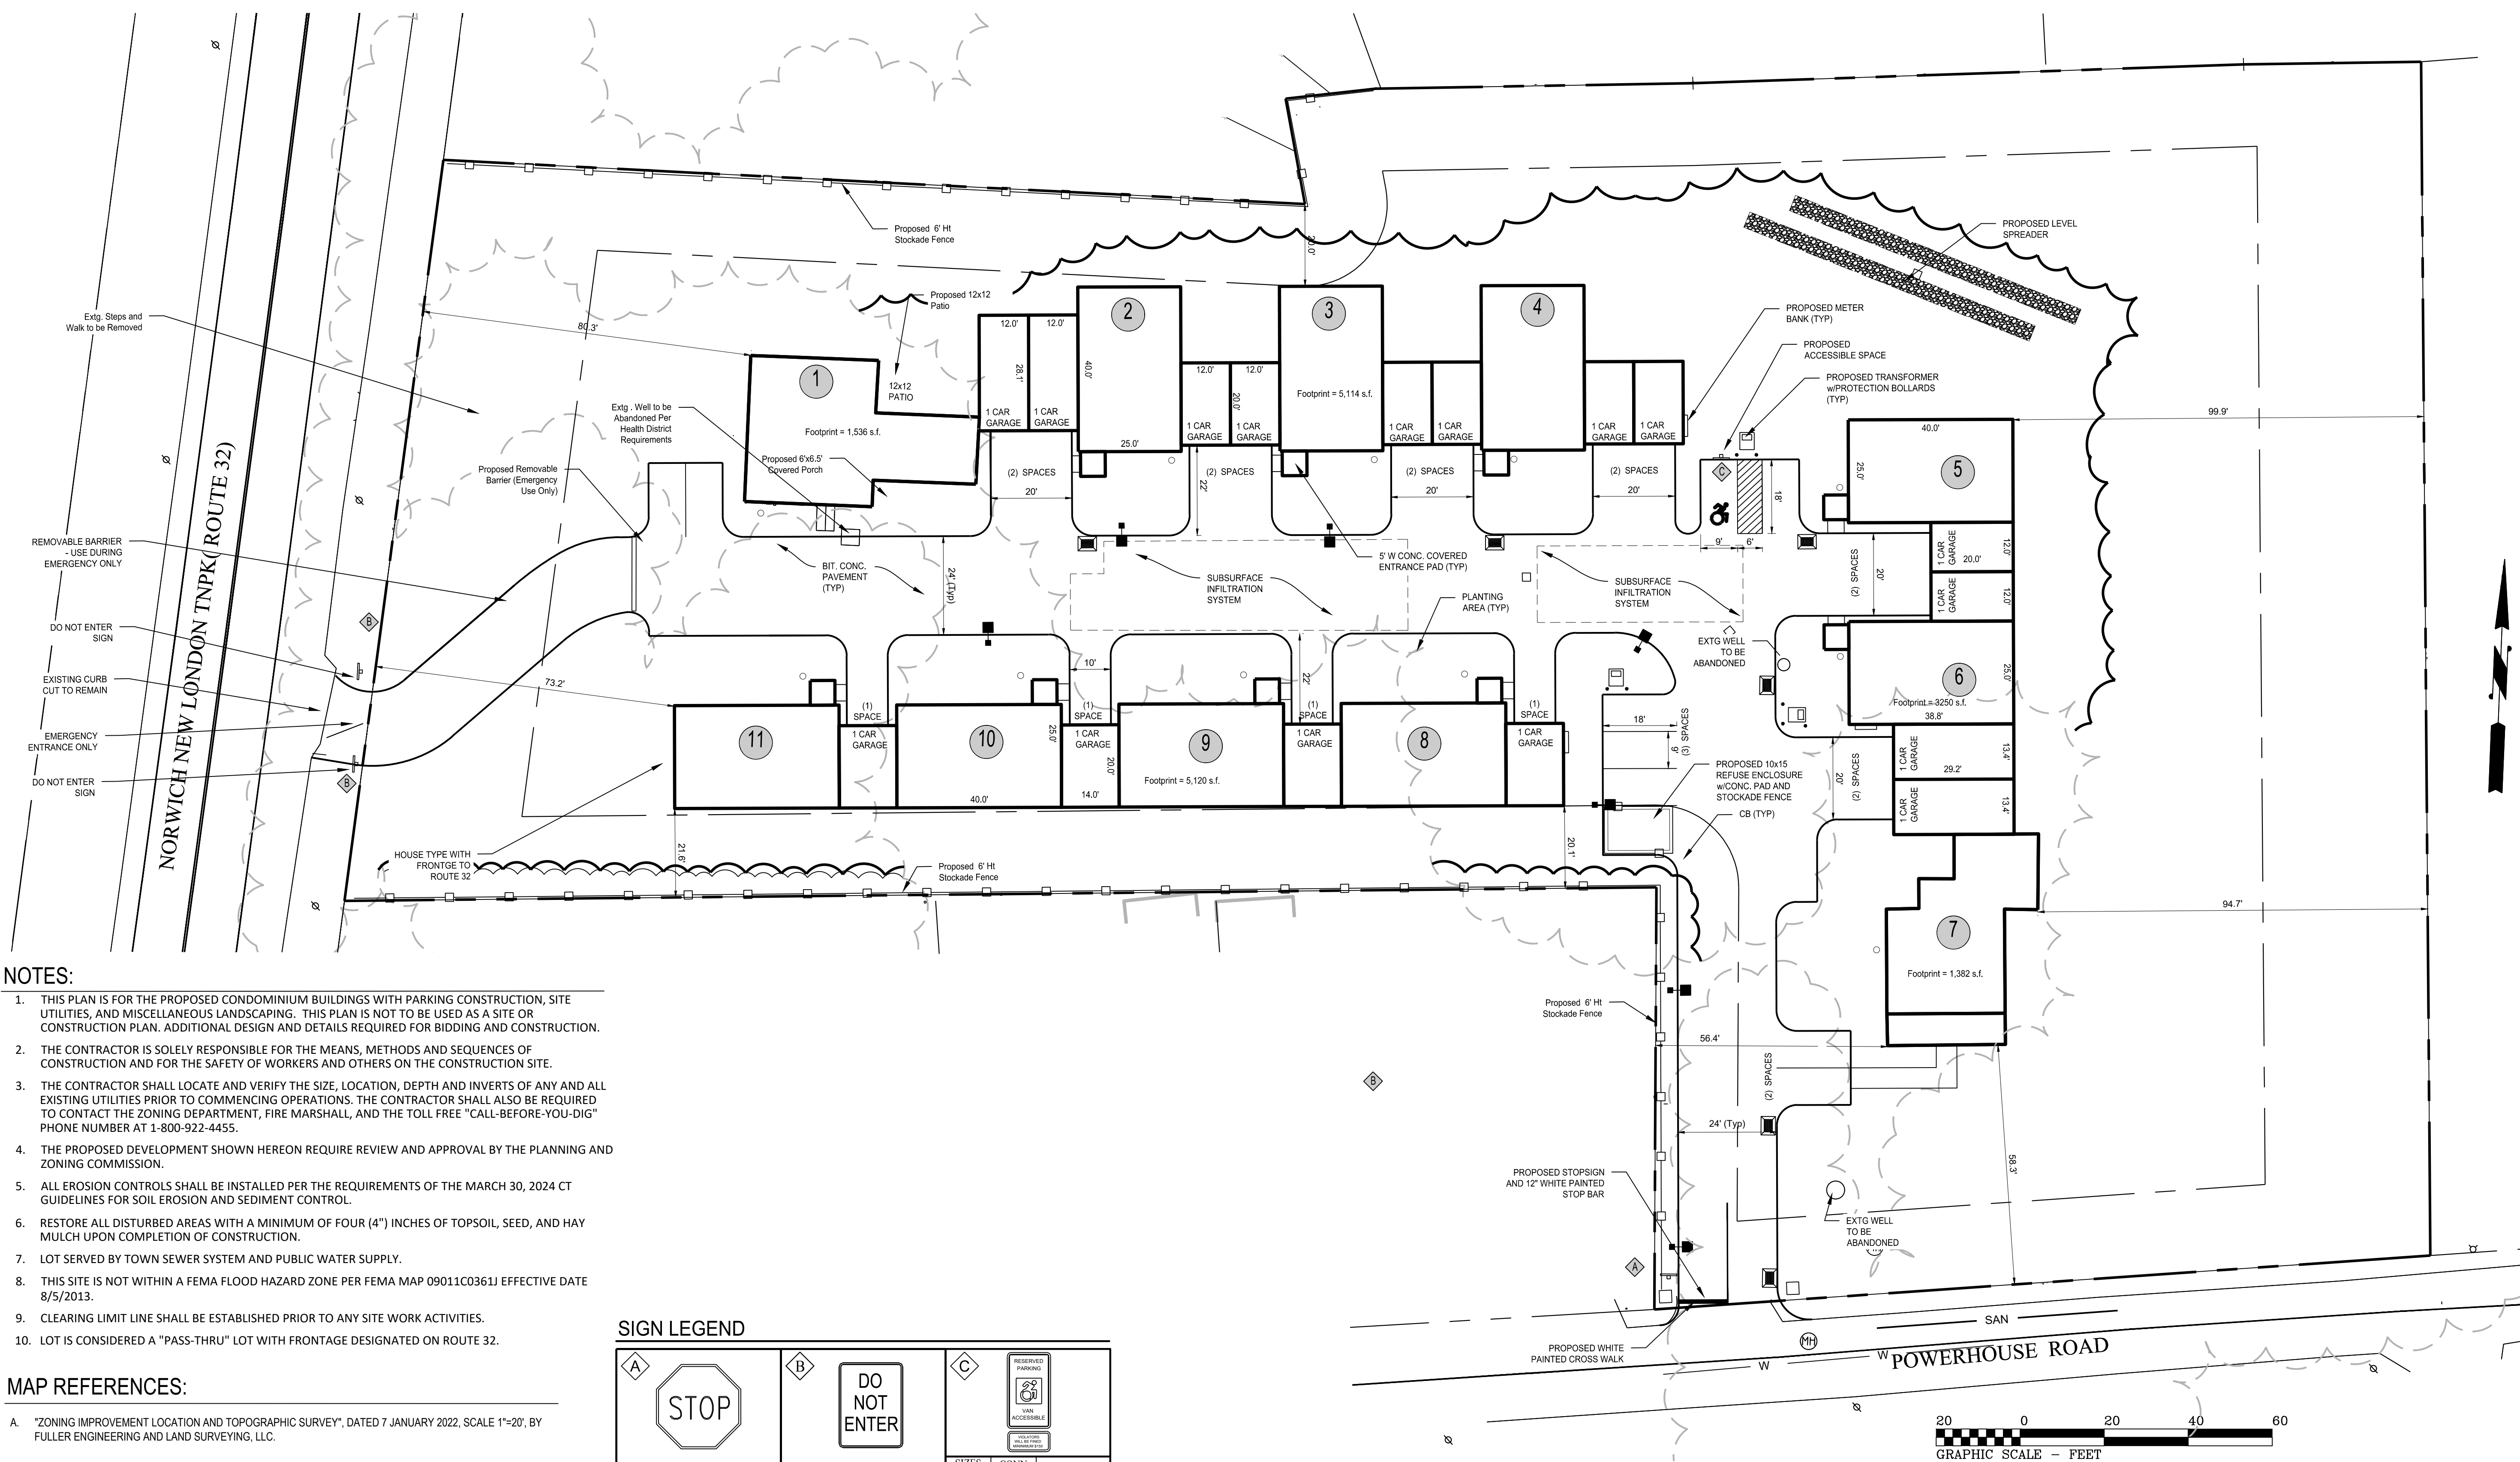 Proposed 6' Ht
Stockade Fence
20.0'
PROPOSED LEVEL
SPREADER
Proposed 12x12
Patio
Extg. Steps and
Walk to be Removed
80.3'
12.0'
12.0'
28.1'
40.0'
25.0'
2
3
4
1
12x12
PATIO
Footprint = 1,536 s.f.
Proposed 6'x6.5'
Covered Porch
Extg . Well to be
Abandoned Per
Health District
Requirements
Proposed Removable
Barrier (Emergency
Use Only)
1 CAR
GARAGE
1 CAR
GARAGE
12.0'
12.0'
20.0'
1 CAR
GARAGE
1 CAR
GARAGE
Footprint = 5,114 s.f.
1 CAR
GARAGE
1 CAR
GARAGE
1 CAR
GARAGE
1 CAR
GARAGE
(2) SPACES
20'
(2) SPACES
22'
(2) SPACES
20'
(2) SPACES
20'
PROPOSED METER
BANK (TYP)
PROPOSED
ACCESSIBLE SPACE
PROPOSED TRANSFORMER
w/PROTECTION BOLLARDS
(TYP)
C
18'
9'
6'
99.9'
40.0'
25.0'
5
1 CAR
GARAGE
20.0'
12.0'
1 CAR
GARAGE
12.0'
(2) SPACES
20'
6
25.0'
Footprint = 3250 s.f.
38.8'
1 CAR
GARAGE
13.4'
29.2'
1 CAR
GARAGE
13.4'
(2) SPACES
20'
94.7'
7
Footprint = 1,382 s.f.
REMOVABLE BARRIER
- USE DURING
EMERGENCY ONLY
DO NOT ENTER
SIGN
EXISTING CURB
CUT TO REMAIN
EMERGENCY
ENTRANCE ONLY
DO NOT ENTER
SIGN
NORWICH NEW LONDON TNPK( ROUTE 32)
B
B
BIT. CONC.
PAVEMENT
(TYP)
24' (Typ)
SUBSURFACE
INFILTRATION
SYSTEM
5' W CONC. COVERED
ENTRANCE PAD (TYP)
PLANTING
AREA (TYP)
SUBSURFACE
INFILTRATION
SYSTEM
EXTG WELL
TO BE
ABANDONED
73.2'
10'
22'
(1)
SPACE
(1)
SPACE
(1)
SPACE
(1)
SPACE
11
10
9
8
1 CAR
GARAGE
25.0'
1 CAR
GARAGE
20.0'
1 CAR
GARAGE
1 CAR
GARAGE
40.0'
14.0'
Footprint = 5,120 s.f.
18'
9'
(3) SPACES
PROPOSED 10x15
REFUSE ENCLOSURE
w/CONC. PAD AND
STOCKADE FENCE
CB (TYP)
HOUSE TYPE WITH
FRONTGE TO
ROUTE 32
21.6'
20.1'
Proposed 6' Ht
Stockade Fence
Proposed 6' Ht
Stockade Fence
56.4'
(2) SPACES
24' (Typ)
58.3'
B
PROPOSED STOPSIGN
AND 12" WHITE PAINTED
STOP BAR
A
EXTG WELL
TO BE
ABANDONED
PROPOSED WHITE
PAINTED CROSS WALK
MH
SAN
W
W
POWERHOUSE ROAD
20 0 20 40 60
GRAPHIC SCALE – FEET
NOTES:
1. THIS PLAN IS FOR THE PROPOSED CONDOMINIUM BUILDINGS WITH PARKING CONSTRUCTION, SITE
UTILITIES, AND MISCELLANEOUS LANDSCAPING. THIS PLAN IS NOT TO BE USED AS A SITE OR
CONSTRUCTION PLAN. ADDITIONAL DESIGN AND DETAILS REQUIRED FOR BIDDING AND CONSTRUCTION.
2. THE CONTRACTOR IS SOLELY RESPONSIBLE FOR THE MEANS, METHODS AND SEQUENCES OF
CONSTRUCTION AND FOR THE SAFETY OF WORKERS AND OTHERS ON THE CONSTRUCTION SITE.
3. THE CONTRACTOR SHALL LOCATE AND VERIFY THE SIZE, LOCATION, DEPTH AND INVERTS OF ANY AND ALL
EXISTING UTILITIES PRIOR TO COMMENCING OPERATIONS. THE CONTRACTOR SHALL ALSO BE REQUIRED
TO CONTACT THE ZONING DEPARTMENT, FIRE MARSHALL, AND THE TOLL FREE "CALL-BEFORE-YOU-DIG"
PHONE NUMBER AT 1-800-922-4455.
4. THE PROPOSED DEVELOPMENT SHOWN HEREON REQUIRE REVIEW AND APPROVAL BY THE PLANNING AND
ZONING COMMISSION.
5. ALL EROSION CONTROLS SHALL BE INSTALLED PER THE REQUIREMENTS OF THE MARCH 30, 2024 CT
GUIDELINES FOR SOIL EROSION AND SEDIMENT CONTROL.
6. RESTORE ALL DISTURBED AREAS WITH A MINIMUM OF FOUR (4") INCHES OF TOPSOIL, SEED, AND HAY
MULCH UPON COMPLETION OF CONSTRUCTION.
7. LOT SERVED BY TOWN SEWER SYSTEM AND PUBLIC WATER SUPPLY.
8. THIS SITE IS NOT WITHIN A FEMA FLOOD HAZARD ZONE PER FEMA MAP 09011C0361J EFFECTIVE DATE
8/5/2013.
9. CLEARING LIMIT LINE SHALL BE ESTABLISHED PRIOR TO ANY SITE WORK ACTIVITIES.
10. LOT IS CONSIDERED A "PASS-THRU" LOT WITH FRONTAGE DESIGNATED ON ROUTE 32.
MAP REFERENCES:
A. "ZONING IMPROVEMENT LOCATION AND TOPOGRAPHIC SURVEY", DATED 7 JANUARY 2022, SCALE 1"=20', BY
FULLER ENGINEERING AND LAND SURVEYING, LLC.
SIGN LEGEND
A
STOP
B
DO
NOT
ENTER
C
RESERVED
PARKING
VAN
ACCESSIBLE
VIOLATORS
WILL BE FINED
MINIMUM $150